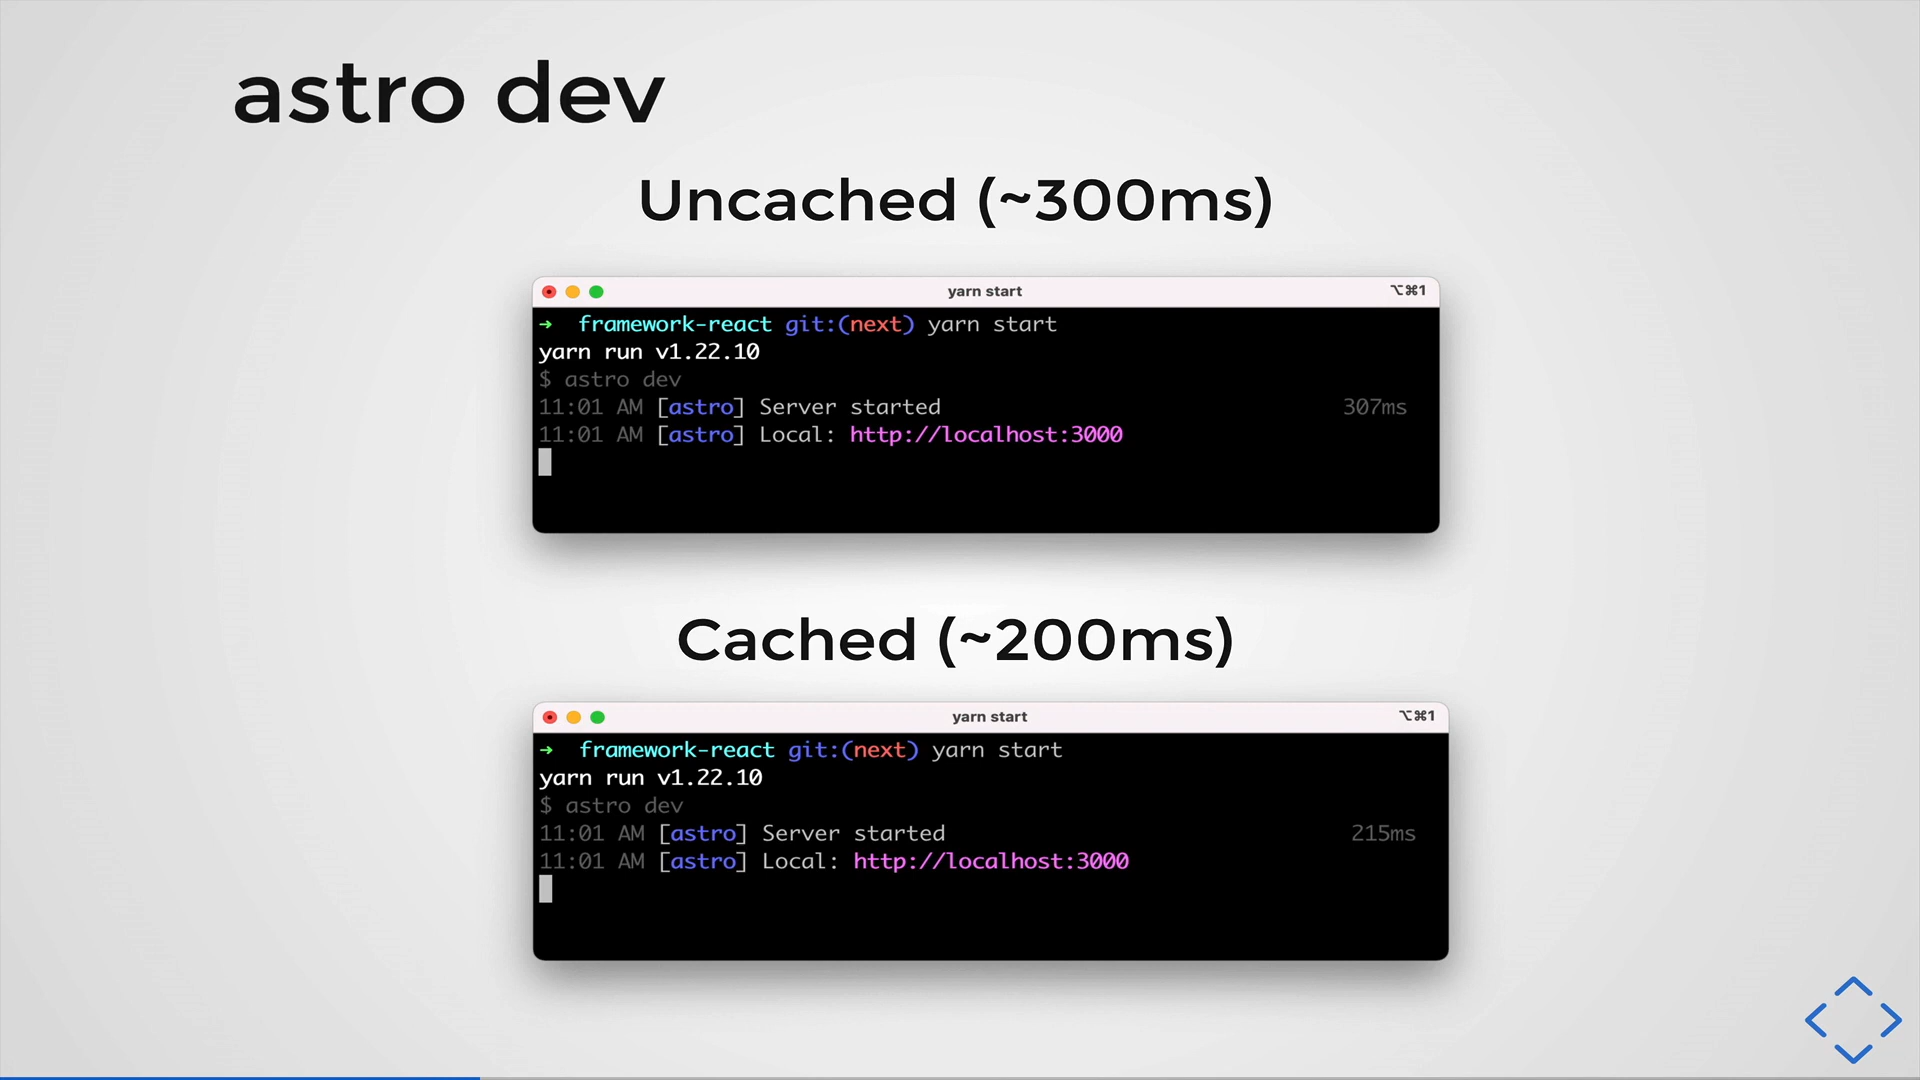 astro dev
Uncached (~300ms)
yarn start ⌥⌘1
➜ framework-react git:(next) yarn start
yarn run v1.22.10
$ astro dev
11:01 AM [astro] Server started 307ms
11:01 AM [astro] Local: http://localhost:3000
Cached (~200ms)
yarn start ⌥⌘1
➜ framework-react git:(next) yarn start
yarn run v1.22.10
$ astro dev
11:01 AM [astro] Server started 215ms
11:01 AM [astro] Local: http://localhost:3000